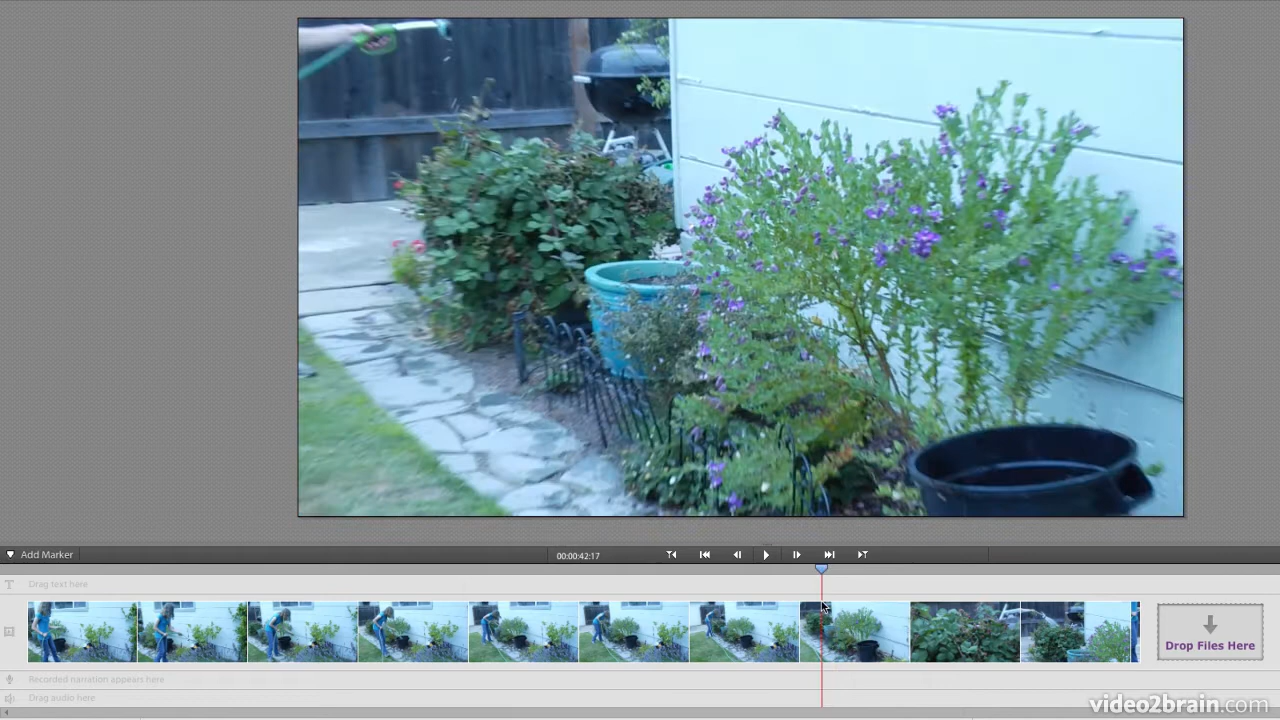 Add Marker
00:00:42:17
Drag text here
Drop Files Here
Recorded narration appears here
Drag audio here
video2brain.com